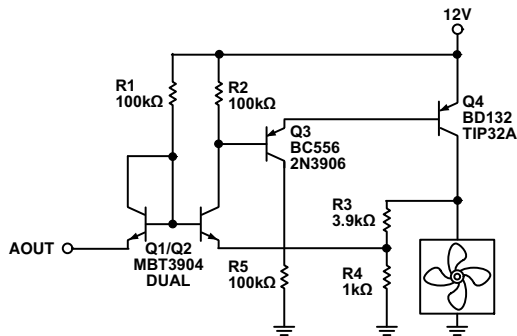 12V
R1
100kΩ
R2
100kΩ
Q3
BC556
2N3906
Q4
BD132
TIP32A
R3
3.9kΩ
AOUT
Q1/Q2
MBT3904
DUAL
R5
100kΩ
R4
1kΩ